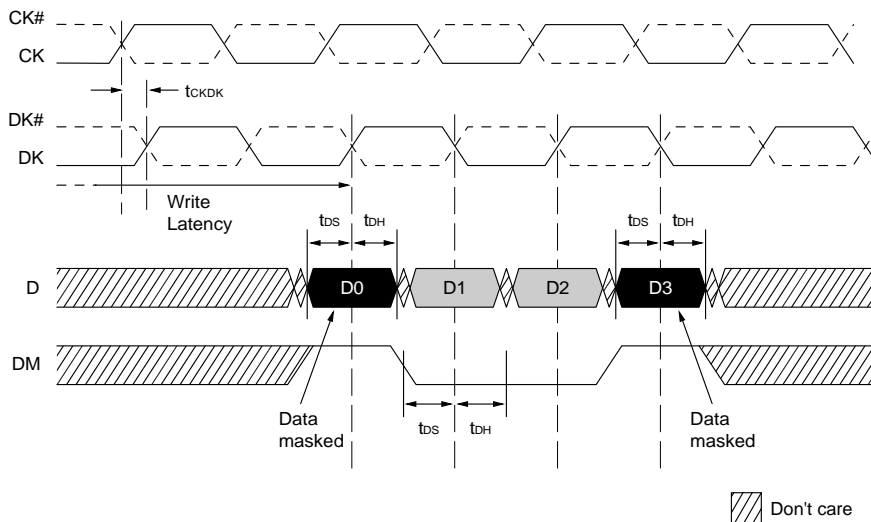 CK#
CK
tCKDK
DK#
DK
Write
Latency
tDS
tDH
tDS
tDH
D
D0
D1
D2
D3
DM
Data
masked
tDS
tDH
Data
masked
Don't care